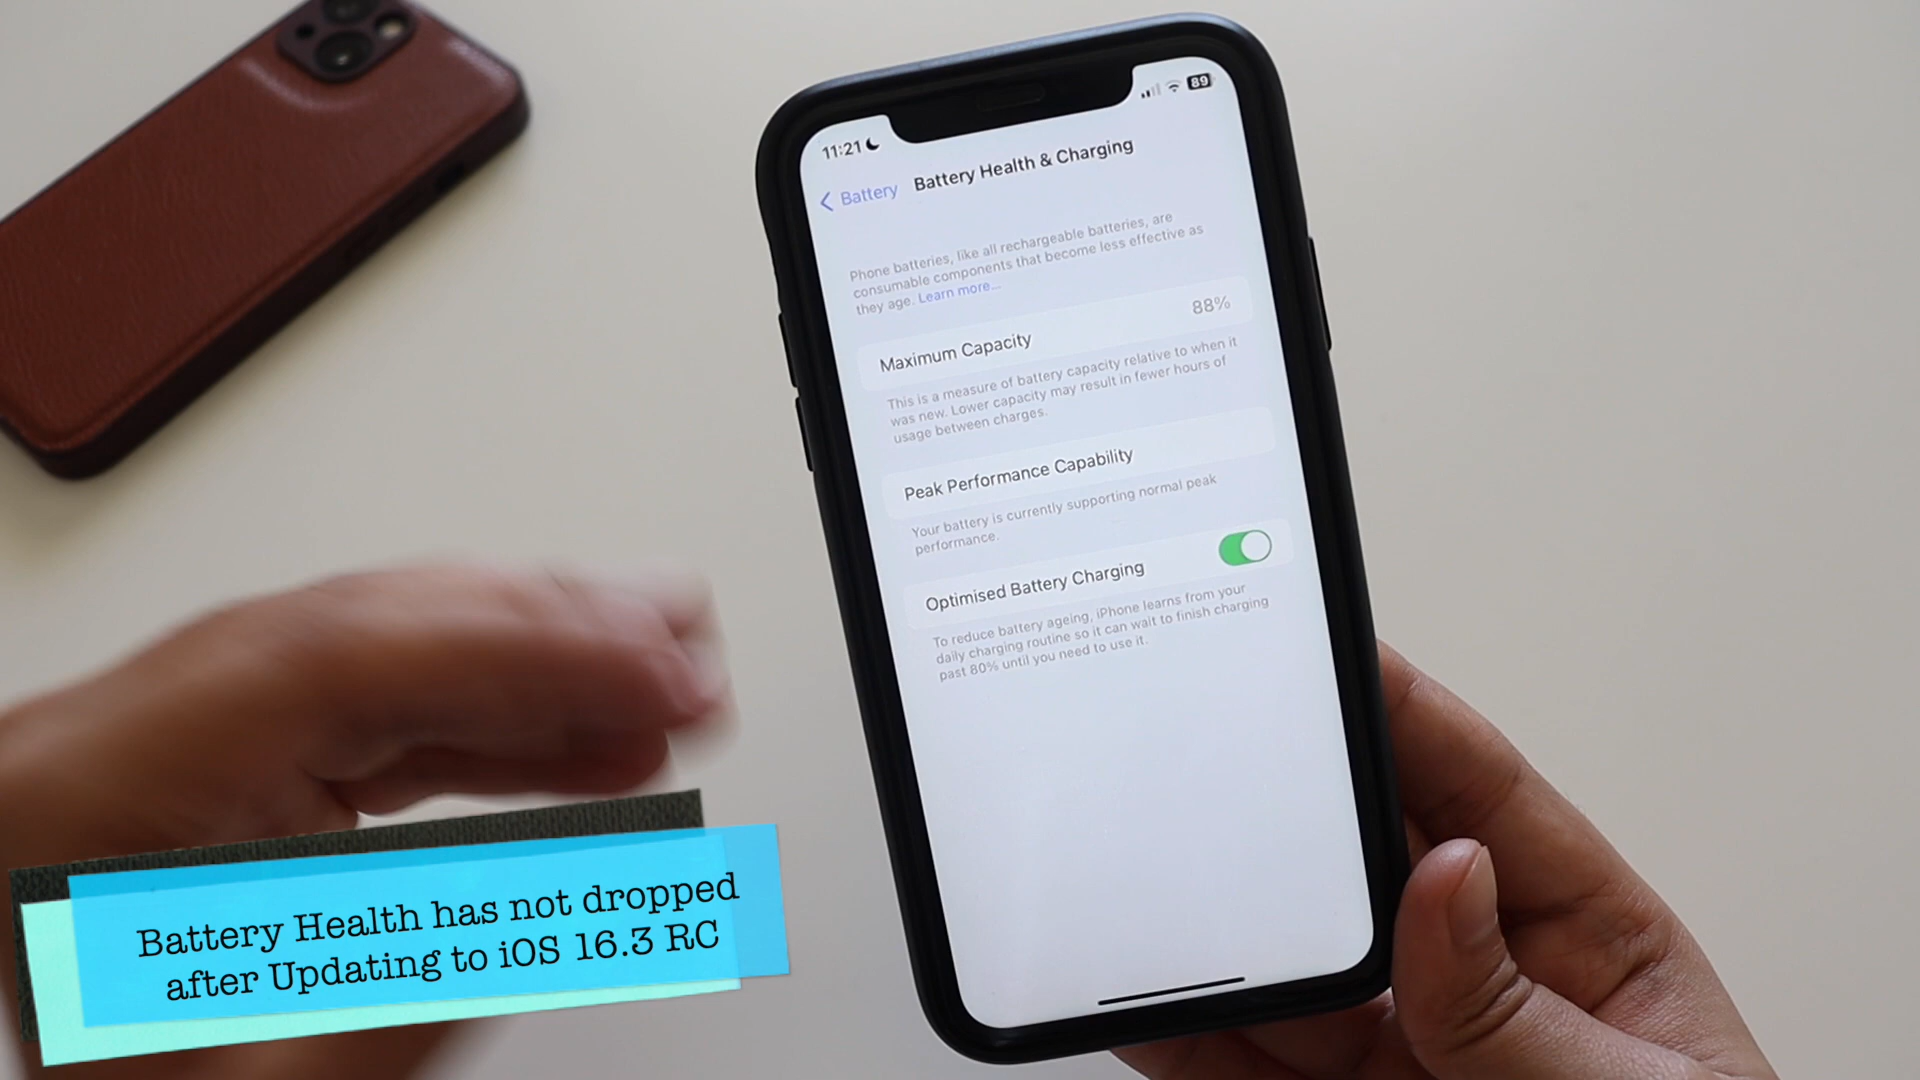 11:21
89
Battery
Battery Health & Charging
Phone batteries, like all rechargeable batteries, are
consumable components that become less effective as
they age. Learn more...
Maximum Capacity 88%
This is a measure of battery capacity relative to when it
was new. Lower capacity may result in fewer hours of
usage between charges.
Peak Performance Capability
Your battery is currently supporting normal peak
performance.
Optimised Battery Charging
To reduce battery ageing, iPhone learns from your
daily charging routine so it can wait to finish charging
past 80% until you need to use it.
Battery Health has not dropped
after Updating to iOS 16.3 RC